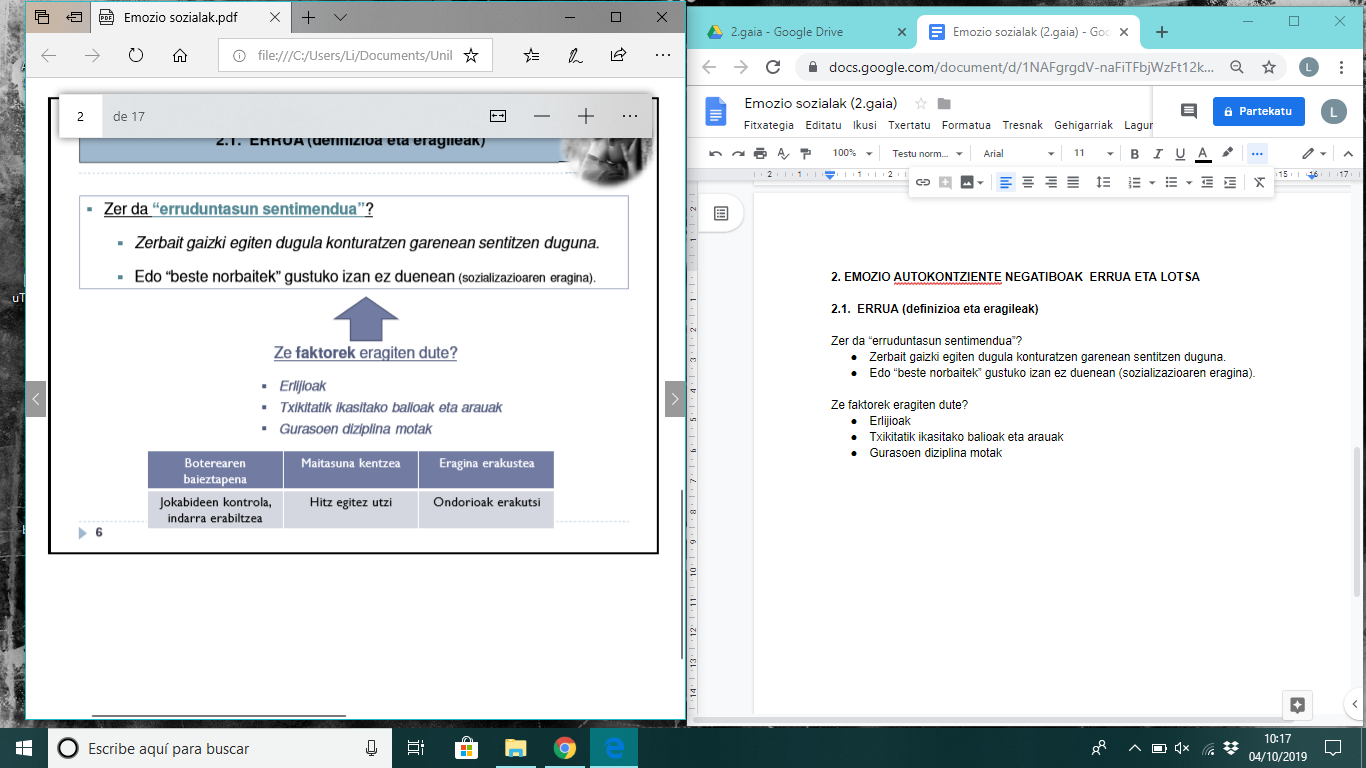 Emozio sozialak.pdf
file:///C:/Users/Li/Documents/Unil
2
de 17
2.1. ERRUA (definizioa eta eragileak)
Zer da “erruduntasun sentimendua”?
Zerbait gaizki egiten dugula konturatzen garenean sentitzen duguna.
Edo “beste norbaitek” gustuko izan ez duenean (sozializazioaren eragina).
Ze faktorek eragiten dute?
Erlijioak
Txikitatik ikasitako balioak eta arauak
Gurasoen diziplina motak
Boterearen baieztapena
Maitasuna kentzea
Eragina erakustea
Jokabideen kontrola, indarra erabiltzea
Hitz egitez utzi
Ondorioak erakutsi
6
2.gaia - Google Drive
Emozio sozialak (2.gaia) - Goo
docs.google.com/document/d/1NAFgrgdV-naFiTFbjWzFt12k...
L
Emozio sozialak (2.gaia)
Fitxategia Editatu Ikusi Txertatu Formatua Tresnak Gehigarriak Lagur
Partekatu
L
100%
Testu norm...
Arial
11
B I U A
2. EMOZIO AUTOKONTZIENTE NEGATIBOAK ERRUA ETA LOTSA
2.1. ERRUA (definizioa eta eragileak)
Zer da “erruduntasun sentimendua”?
Zerbait gaizki egiten dugula konturatzen garenean sentitzen duguna.
Edo “beste norbaitek” gustuko izan ez duenean (sozializazioaren eragina).
Ze faktorek eragiten dute?
Erlijioak
Txikitatik ikasitako balioak eta arauak
Gurasoen diziplina motak
Escribe aquí para buscar
10:17
04/10/2019